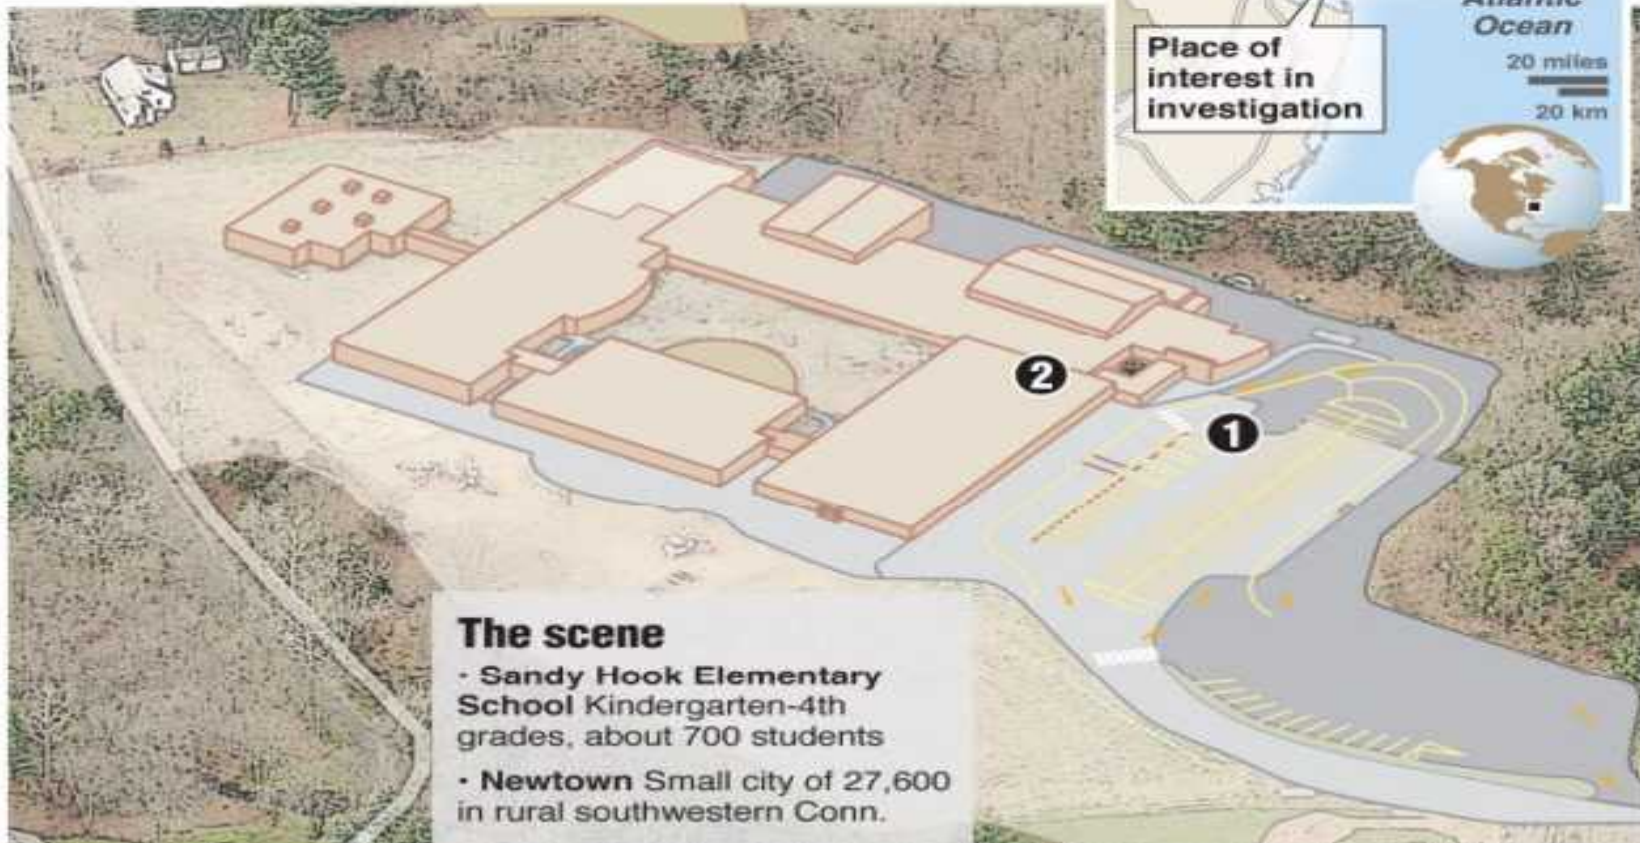 Atlantic
Ocean
Place of
interest in
investigation
20 miles
20 km
2
1
The scene
· Sandy Hook Elementary
School Kindergarten-4th
grades, about 700 students
· Newtown Small city of 27,600
in rural southwestern Conn.